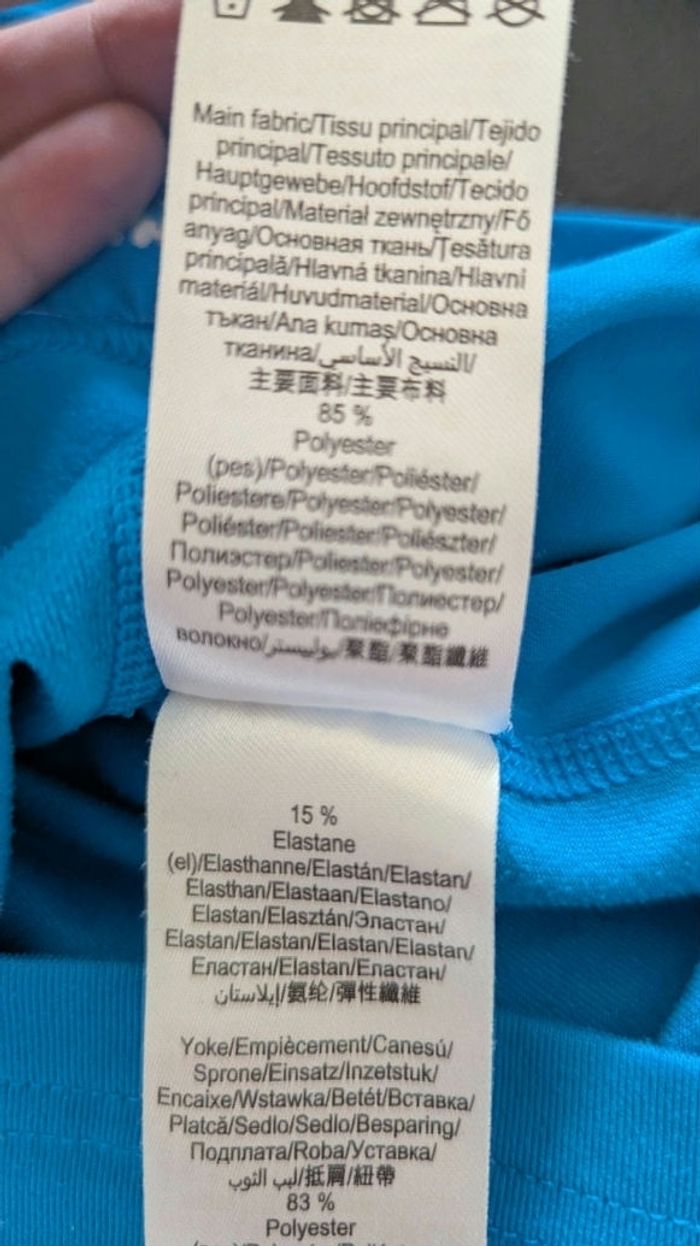 Main fabric/Tissu principal/Tejido
principal/Tessuto principale/
Hauptgewebe/Hoofdstof/Tecido
principal/Materiał zewnętrzny/Fő
anyag/Основная ткань/Țesătura
principală/Hlavná tkanina/Hlavní
materiál/Huvudmaterial/Основна
тъкан/Ana kumaş/Основна
тканина/النسيج الأساسي/
主要面料/主要布料
85 %
Polyester
(pes)/Polyester/Poliéster/
Poliestere/Polyester/Polyester/
Poliéster/Poliester/Poliészter/
Полиэстер/Poliester/Polyester/
Polyester/Polyester/Полиестер/
Polyester/Поліефірне
волокно/بوليستر/聚酯/聚酯纖維
15 %
Elastane
(el)/Elasthanne/Elastán/Elastan/
Elasthan/Elastaan/Elastano/
Elastan/Elasztán/Эластан/
Elastan/Elastan/Elastan/Elastan/
Еластан/Elastan/Еластан/
إيلاستان/氨纶/彈性纖維
Yoke/Empiècement/Canesú/
Sprone/Einsatz/Inzetstuk/
Encaixe/Wstawka/Betét/Вставка/
Platcă/Sedlo/Sedlo/Besparing/
Подплата/Roba/Уставка/
لبب الثوب/抵肩/紐帶
83 %
Polyester